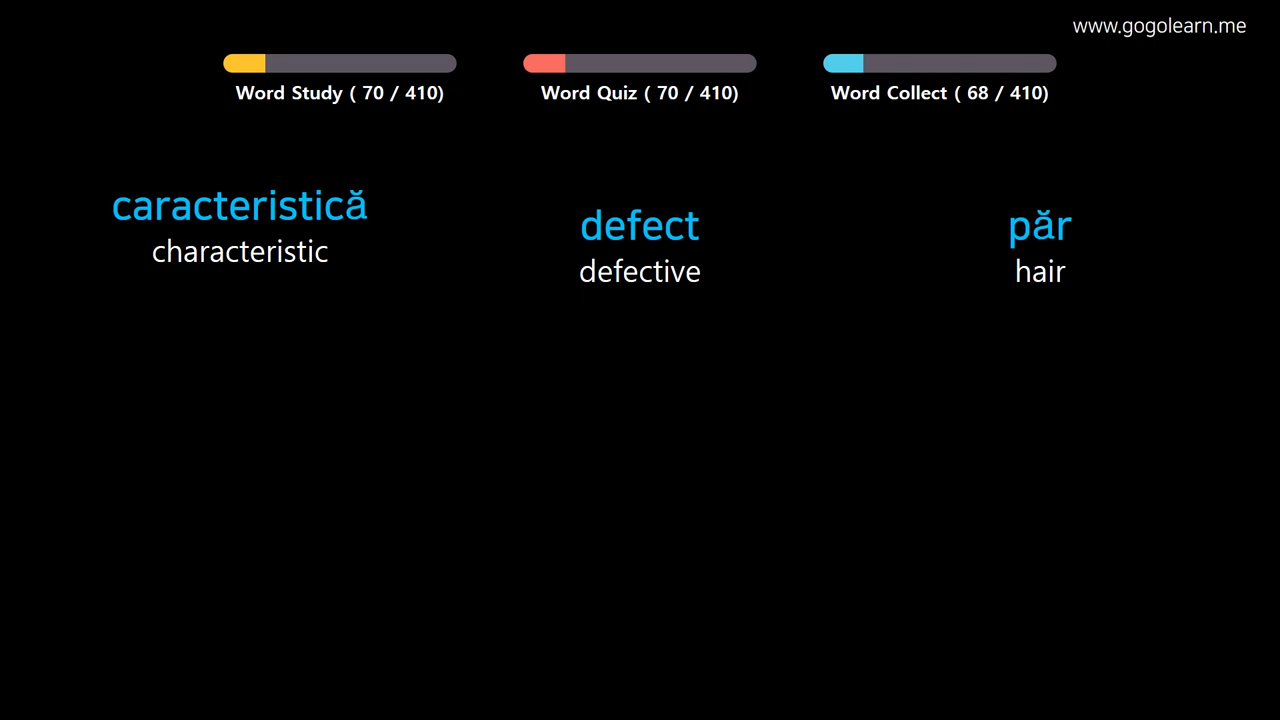 www.gogolearn.me
Word Study ( 70 / 410)
Word Quiz ( 70 / 410)
Word Collect ( 68 / 410)
caracteristică
characteristic
defect
defective
păr
hair